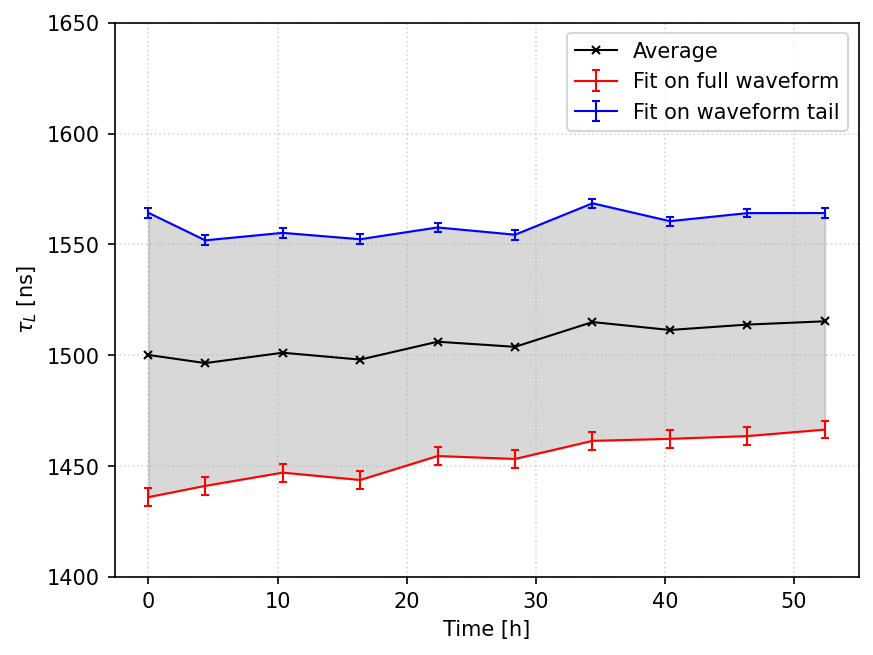 1650
1600
1550
1500
1450
1400
τL [ns]
0 10 20 30 40 50
Time [h]
Average
Fit on full waveform
Fit on waveform tail